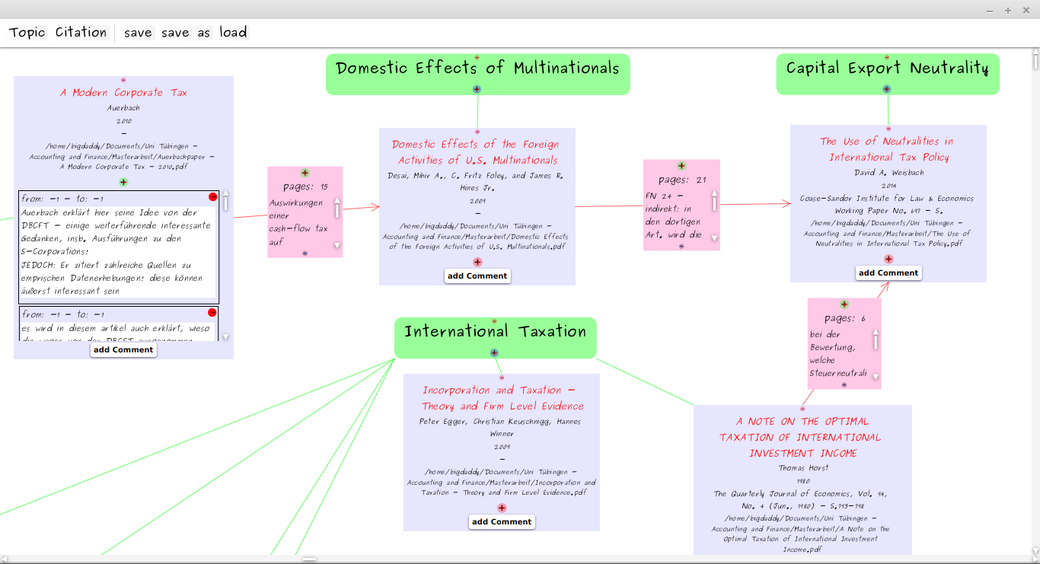 Topic Citation save save as load
A Modern Corporate Tax
Auerbach
2010
–
/home/bigdaddy/Documents/Uni Tübingen –
Accounting and Finance/Masterarbeit/Auerbachpaper –
A Modern Corporate Tax – 2010.pdf
from: -1 – to: -1
Auerbach erklärt hier seine Idee von der
DBCFT – einige weiterführende interessante
Gedanken, insb. Ausführungen zu den
S-Corporations;
JEDOCH: Er zitiert zahlreiche Quellen zu
emprischen Datenerhebungen: diese können
äußerst interessant sein
from: -1 – to: -1
es wird in diesem artikel auch erklärt, weso
add Comment
pages: 15
Auswirkungen
einer
cash-flow tax
auf
Domestic Effects of Multinationals
Domestic Effects of the Foreign
Activities of U.S. Multinationals
Desai, Mihir A., C. Fritz Foley, and James R.
Hines Jr.
2009
–
/home/bigdaddy/Documents/Uni Tübingen –
Accounting and Finance/Masterarbeit/Domestic Effects
of the Foreign Activities of U.S. Multinationals.pdf
add Comment
pages: 21
FN 24 –
indirekt: in
den dortigen
Art. wird die
Capital Export Neutrality
The Use of Neutralities in
International Tax Policy
David A. Weisbach
2014
Coase-Sandor Institute for Law & Economics
Working Paper No. 697 – S.
/home/bigdaddy/Documents/Uni Tübingen –
Accounting and Finance/Masterarbeit/The Use of
Neutralities in International Tax Policy.pdf
add Comment
pages: 6
bei der
Bewertung,
welche
Steuerneutrali
International Taxation
Incorporation and Taxation –
Theory and Firm Level Evidence
Peter Egger, Christian Keuschnigg, Hannes
Winner
2009
–
/home/bigdaddy/Documents/Uni Tübingen –
Accounting and Finance/Masterarbeit/Incorporation and
Taxation – Theory and Firm Level Evidence.pdf
add Comment
A NOTE ON THE OPTIMAL
TAXATION OF INTERNATIONAL
INVESTMENT INCOME
Thomas Horst
1980
The Quarterly Journal of Economics, Vol. 94,
No. 4 (Jun., 1980) – S.793-798
/home/bigdaddy/Documents/Uni Tübingen –
Accounting and Finance/Masterarbeit/A Note on the
Optimal Taxation of International Investment
Income.pdf